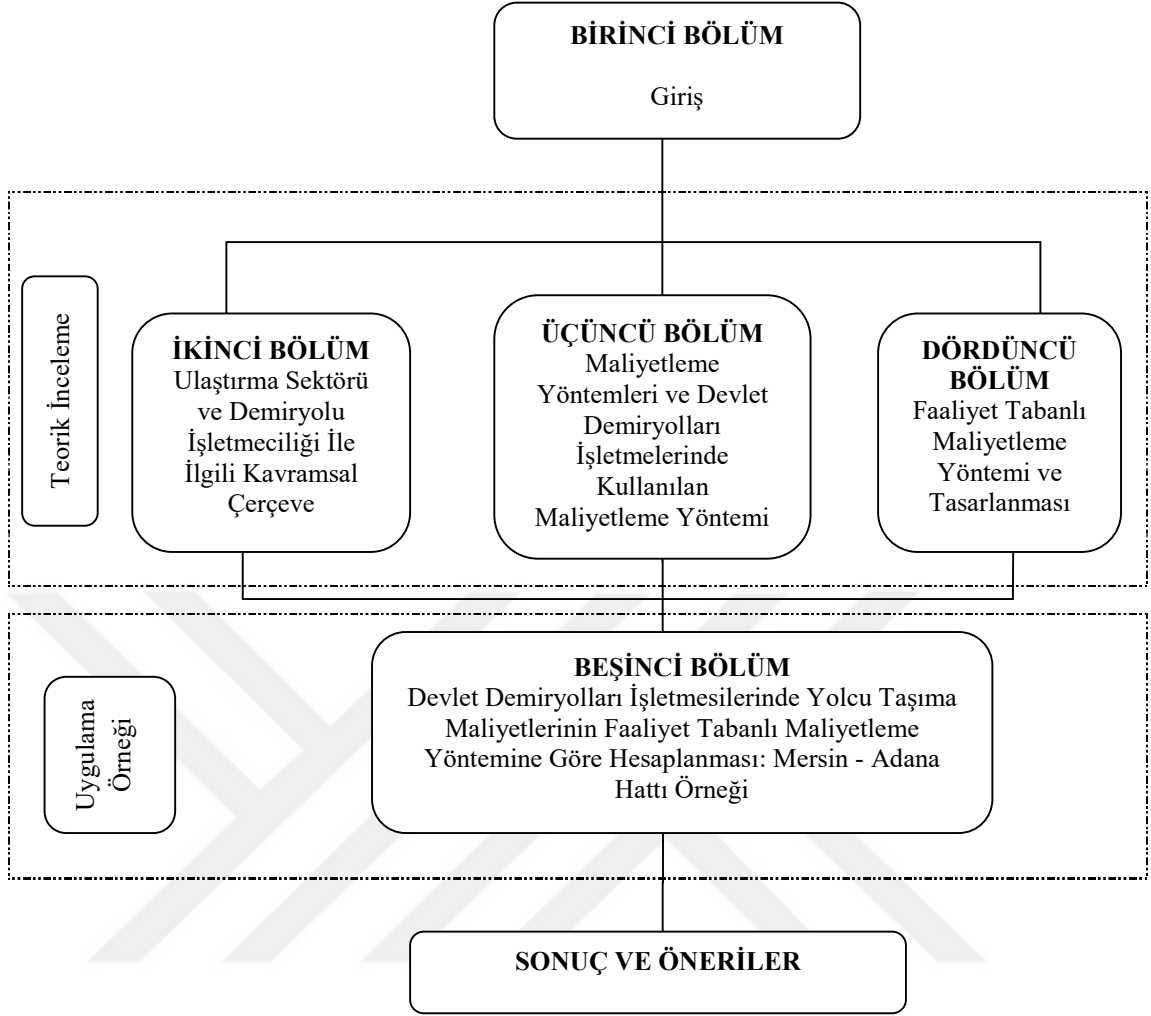 BİRİNCİ BÖLÜM
Giriş
Teorik İnceleme
İKİNCİ BÖLÜM
Ulaştırma Sektörü
ve Demiryolu
İşletmeciliği İle
İlgili Kavramsal
Çerçeve
ÜÇÜNCÜ BÖLÜM
Maliyetleme
Yöntemleri ve Devlet
Demiryolları
İşletmelerinde
Kullanılan
Maliyetleme Yöntemi
DÖRDÜNCÜ
BÖLÜM
Faaliyet Tabanlı
Maliyetleme
Yöntemi ve
Tasarlanması
Uygulama
Örneği
BEŞİNCİ BÖLÜM
Devlet Demiryolları İşletmesilerinde Yolcu Taşıma
Maliyetlerinin Faaliyet Tabanlı Maliyetleme
Yöntemine Göre Hesaplanması: Mersin - Adana
Hattı Örneği
SONUÇ VE ÖNERİLER